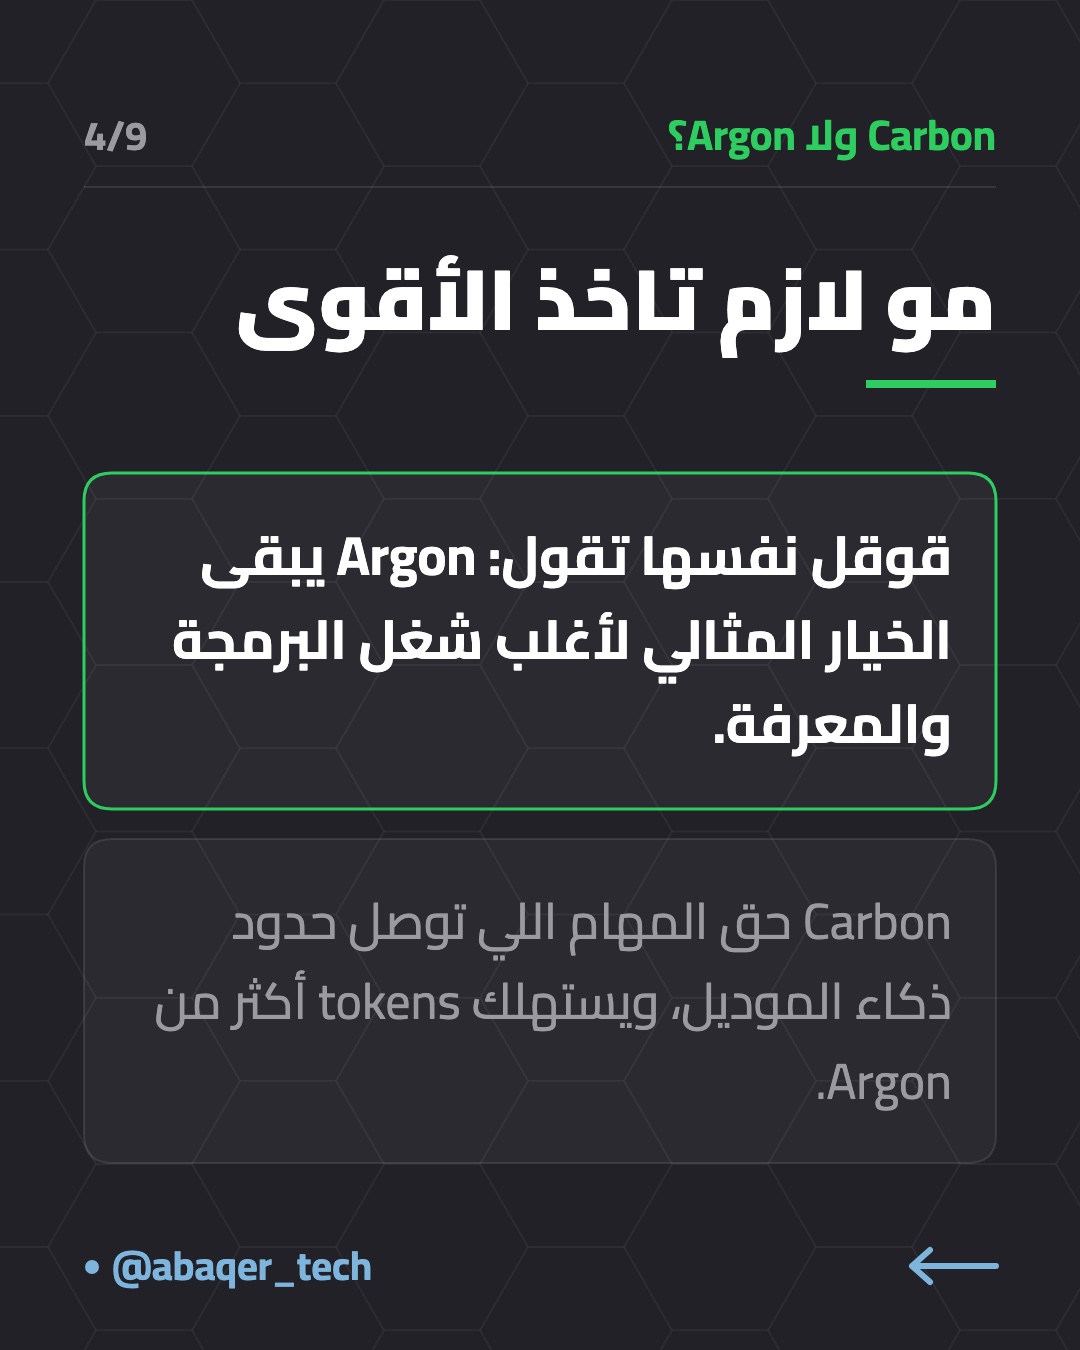 Carbon ولا Argon؟
4/9
مو لازم تاخذ الأقوى
قوقل نفسها تقول: Argon يبقى
الخيار المثالي لأغلب شغل البرمجة
والمعرفة.
Carbon حق المهام اللي توصل حدود
ذكاء الموديل، ويستهلك tokens أكثر من
Argon.
• @abaqer_tech